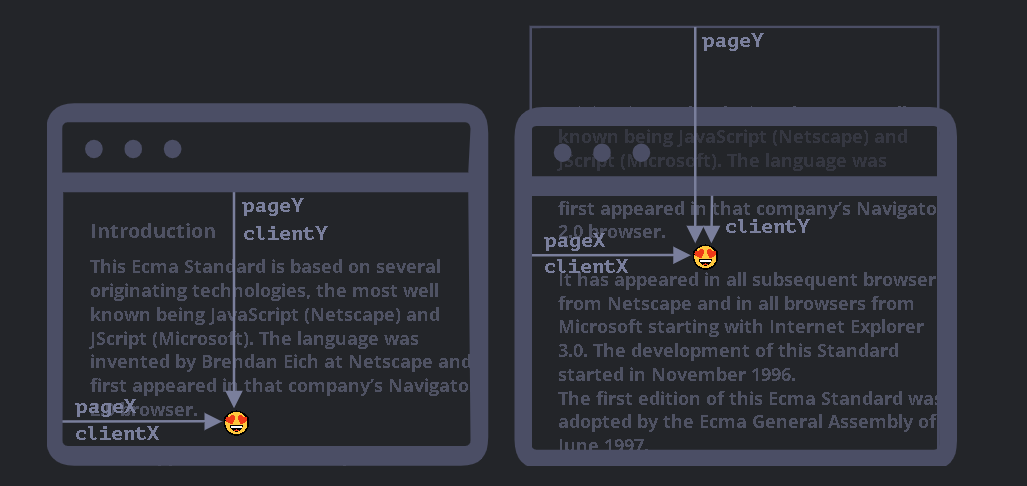 pageY
clientY
Introduction
This Ecma Standard is based on several
originating technologies, the most well
known being JavaScript (Netscape) and
JScript (Microsoft). The language was
invented by Brendan Eich at Netscape and
first appeared in that company’s Navigato
2.0 browser.
pageX
clientX
pageY
known being JavaScript (Netscape) and
JScript (Microsoft). The language was
first appeared in that company’s Navigato
2.0 browser.
clientY
pageX
clientX
It has appeared in all subsequent browser
from Netscape and in all browsers from
Microsoft starting with Internet Explorer
3.0. The development of this Standard
started in November 1996.
The first edition of this Ecma Standard was
adopted by the Ecma General Assembly of
June 1997.